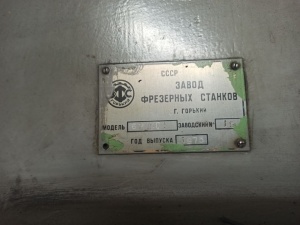 СССР
ЗАВОД
ФРЕЗЕРНЫХ СТАНКОВ
Г. ГОРЬКИЙ
МОДЕЛЬ ЗАВОДСКОЙ №
ГОД ВЫПУСКА